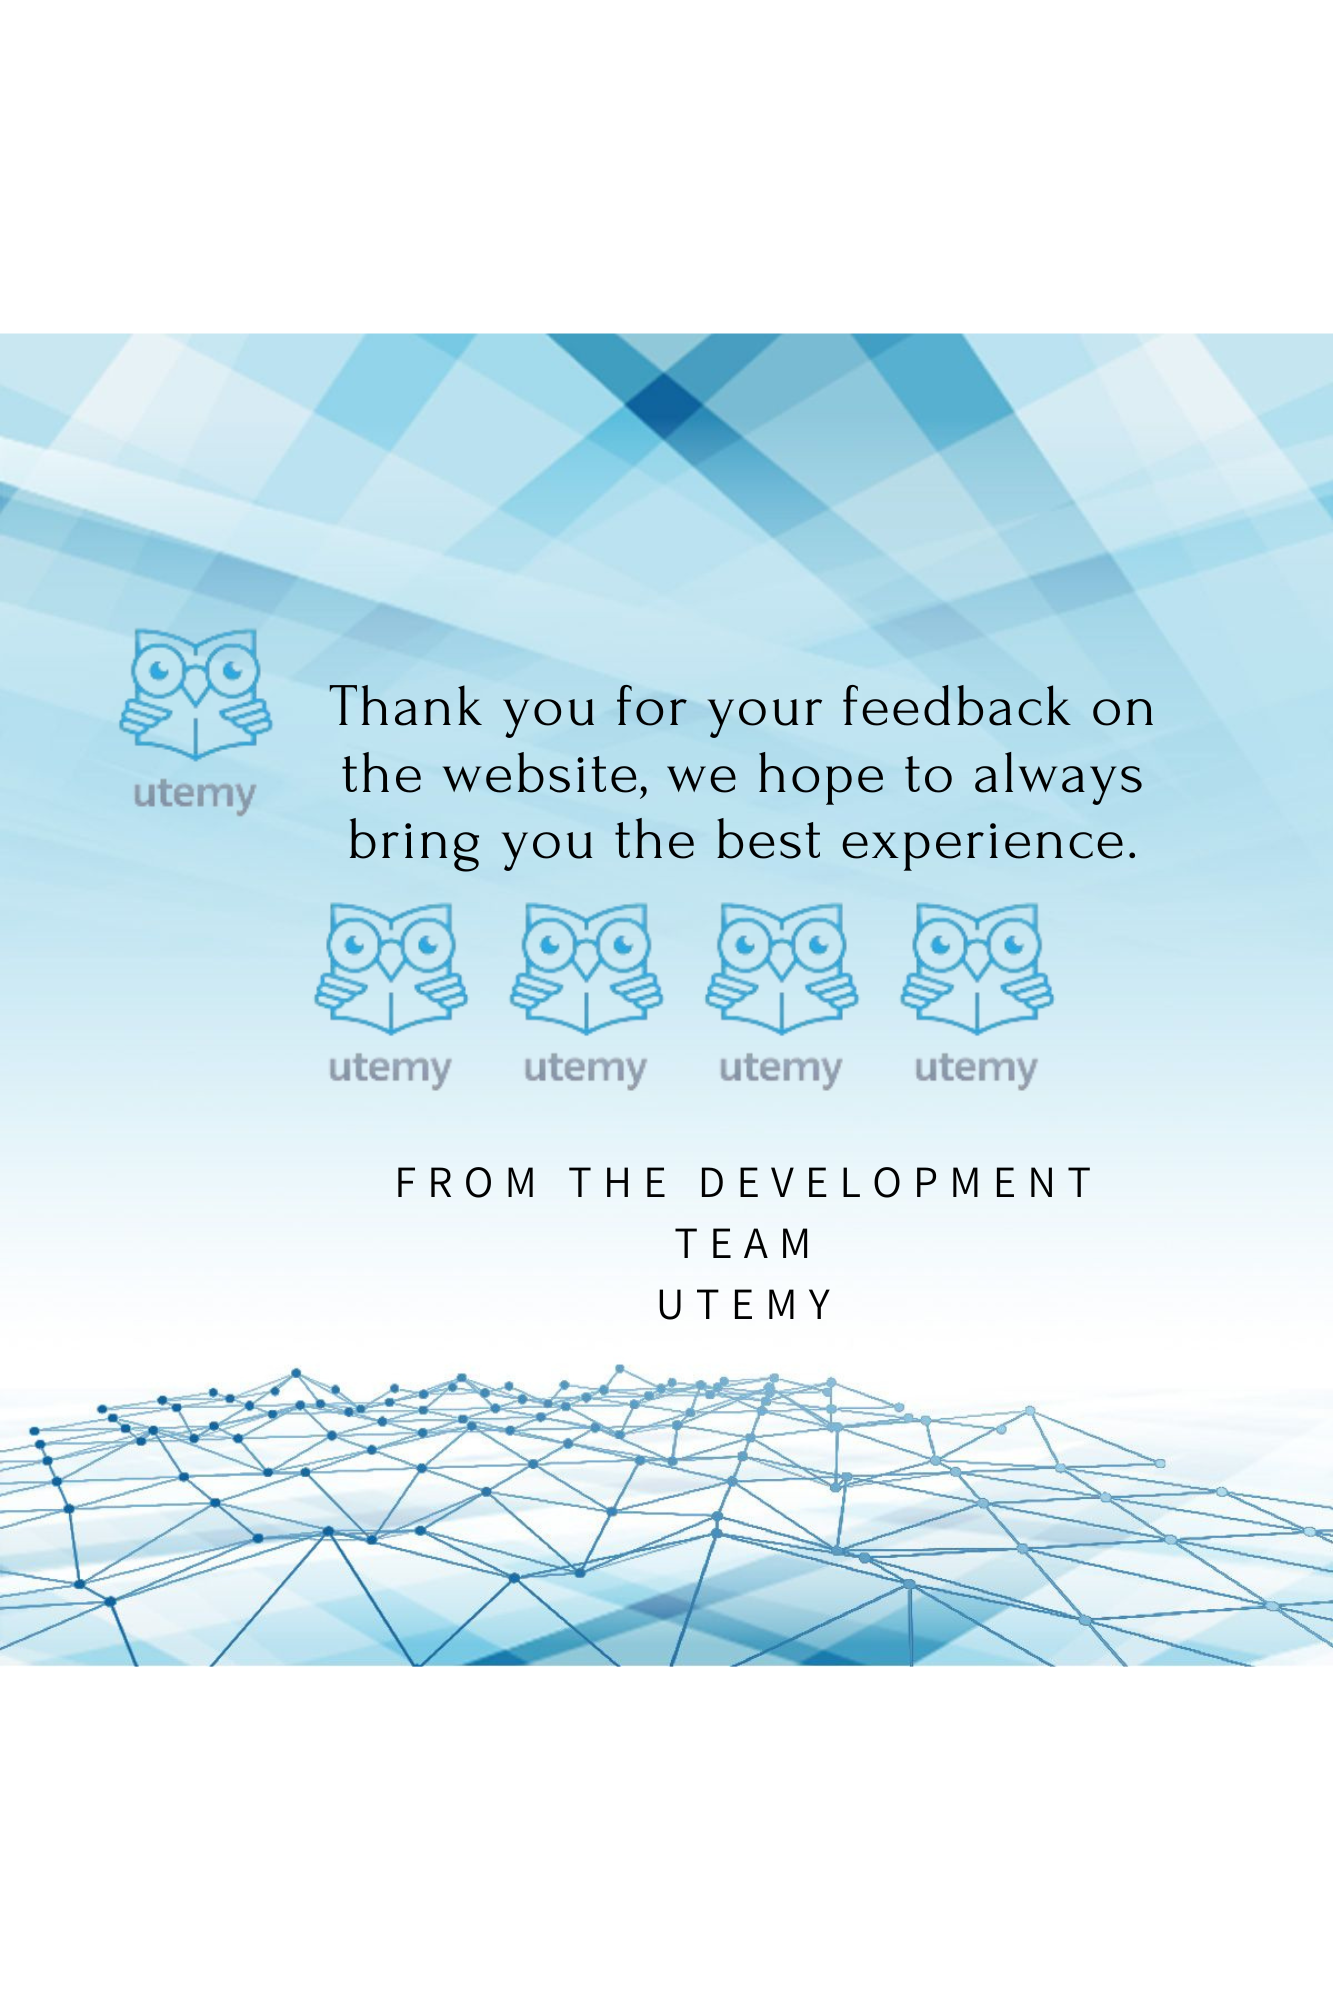 utemy
Thank you for your feedback on
the website, we hope to always
bring you the best experience.
utemy utemy utemy utemy
FROM THE DEVELOPMENT
TEAM
UTEMY